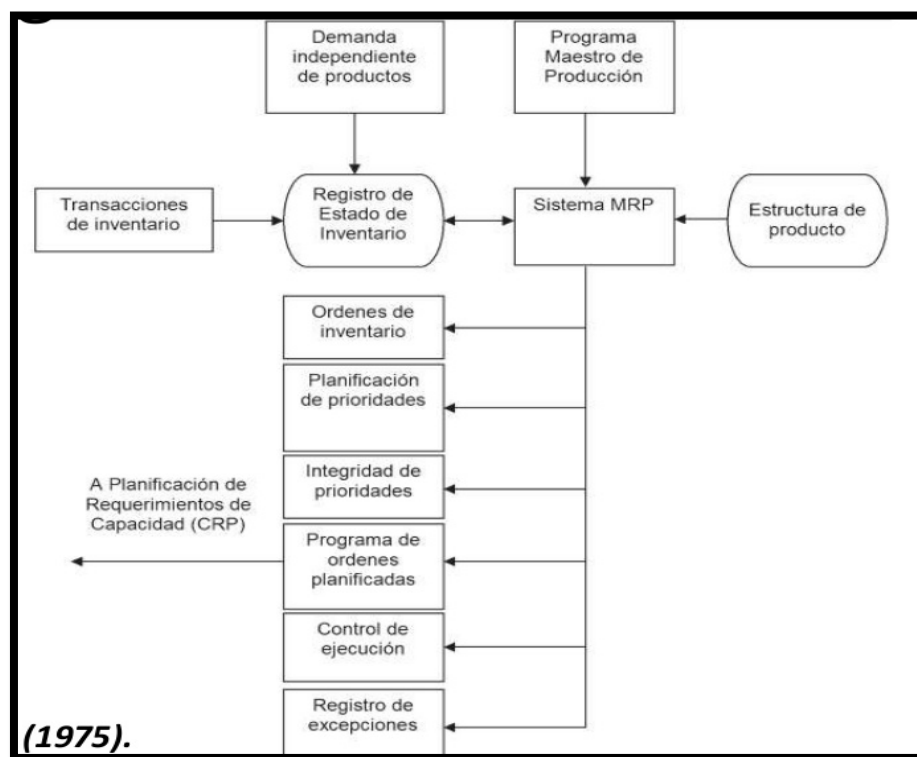 Demanda
independiente
de productos
Programa
Maestro de
Producción
Transacciones
de inventario
Registro de
Estado de
Inventario
Sistema MRP
Estructura de
producto
Ordenes de
inventario
Planificación
de prioridades
Integridad de
prioridades
A Planificación de
Requerimientos de
Capacidad (CRP)
Programa de
ordenes
planificadas
Control de
ejecución
Registro de
excepciones
(1975).